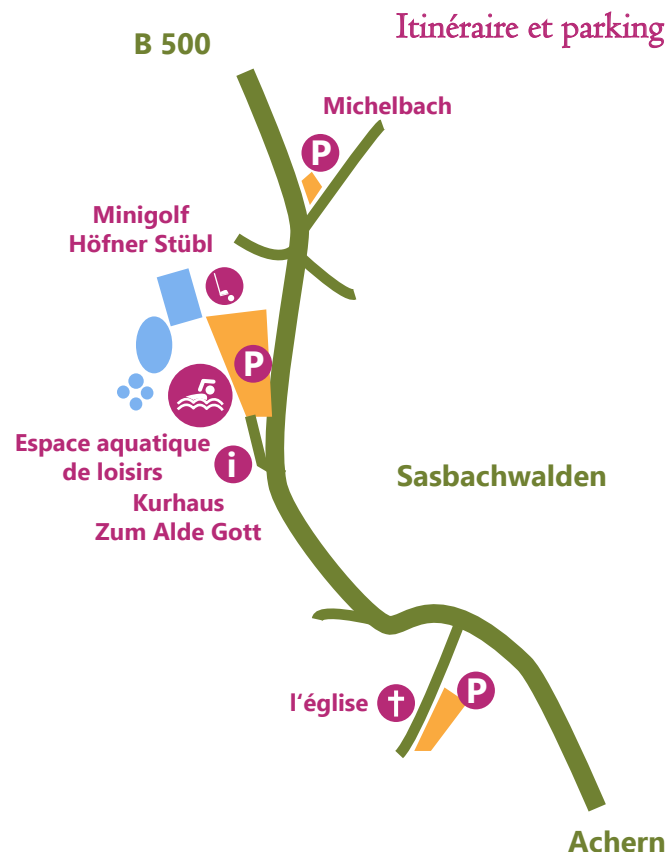 Itinéraire et parking
B 500
Michelbach
P
Minigolf
Höfner Stübl
P
Espace aquatique
de loisirs
i
Kurhaus
Zum Alde Gott
Sasbachwalden
l‘église
P
Achern